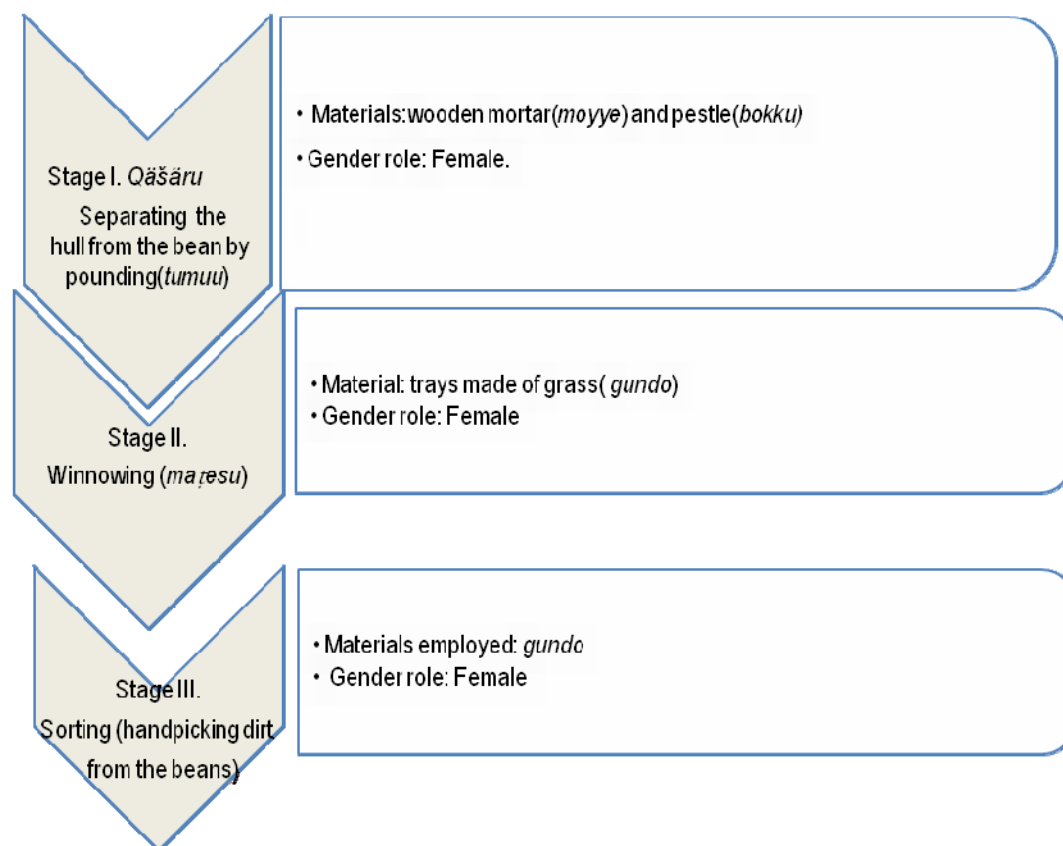 Stage I. Qäšäru
Separating the
hull from the bean by
pounding(tumuu)
• Materials:wooden mortar(moyye) and pestle(bokku)
• Gender role: Female.
Stage II.
Winnowing (maṭesu)
• Material: trays made of grass( gundo)
• Gender role: Female
Stage III.
Sorting (handpicking dirt
from the beans)
• Materials employed: gundo
• Gender role: Female